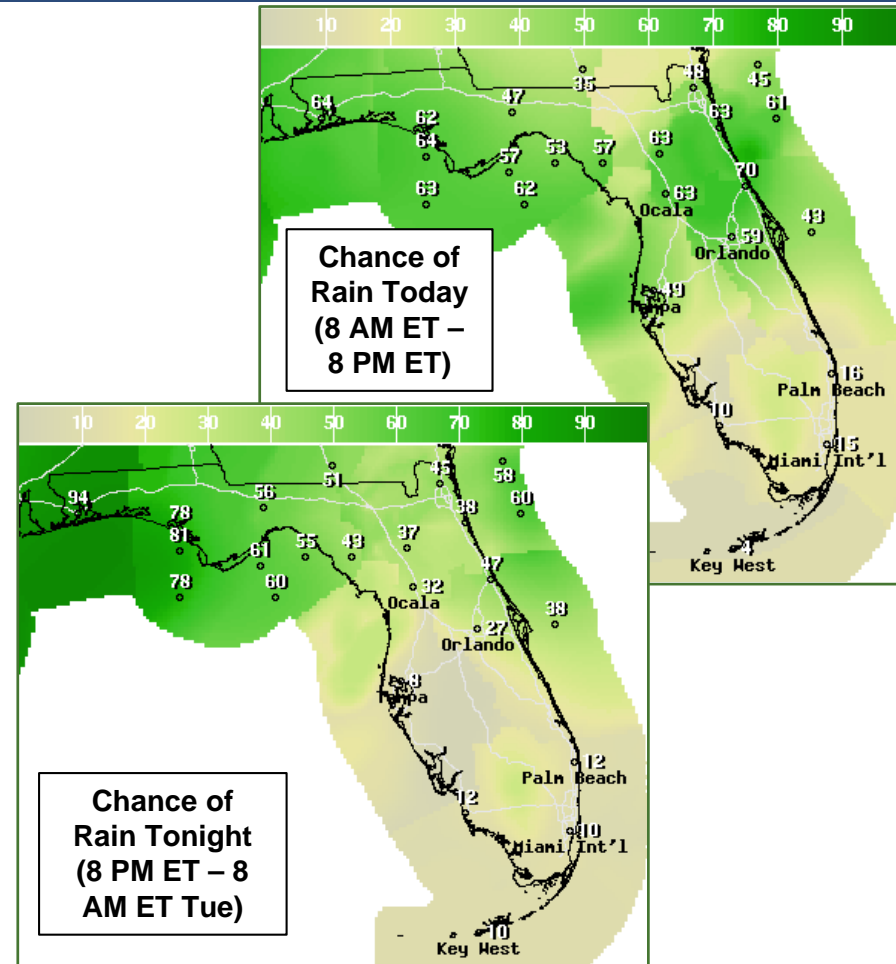 10 20 30 40 50 60 70 80 90
48 45
35
64 47 63 61
62
64 57 53 57 63
63 62 63 70
Ocala
59 43
Orlando
Chance of
Rain Today
(8 AM ET –
8 PM ET)
49
Tampa
16
Palm Beach
10
15
Miami Int'l
4
Key West
10 20 30 40 50 60 70 80 90
51 45 58
94 56 38 60
78
81 61 55 43 37
78 60 32 47
Ocala
27 38
Orlando
8
Tampa
12
Palm Beach
12
10
Miami Int'l
Chance of
Rain Tonight
(8 PM ET – 8
AM ET Tue)
10
Key West